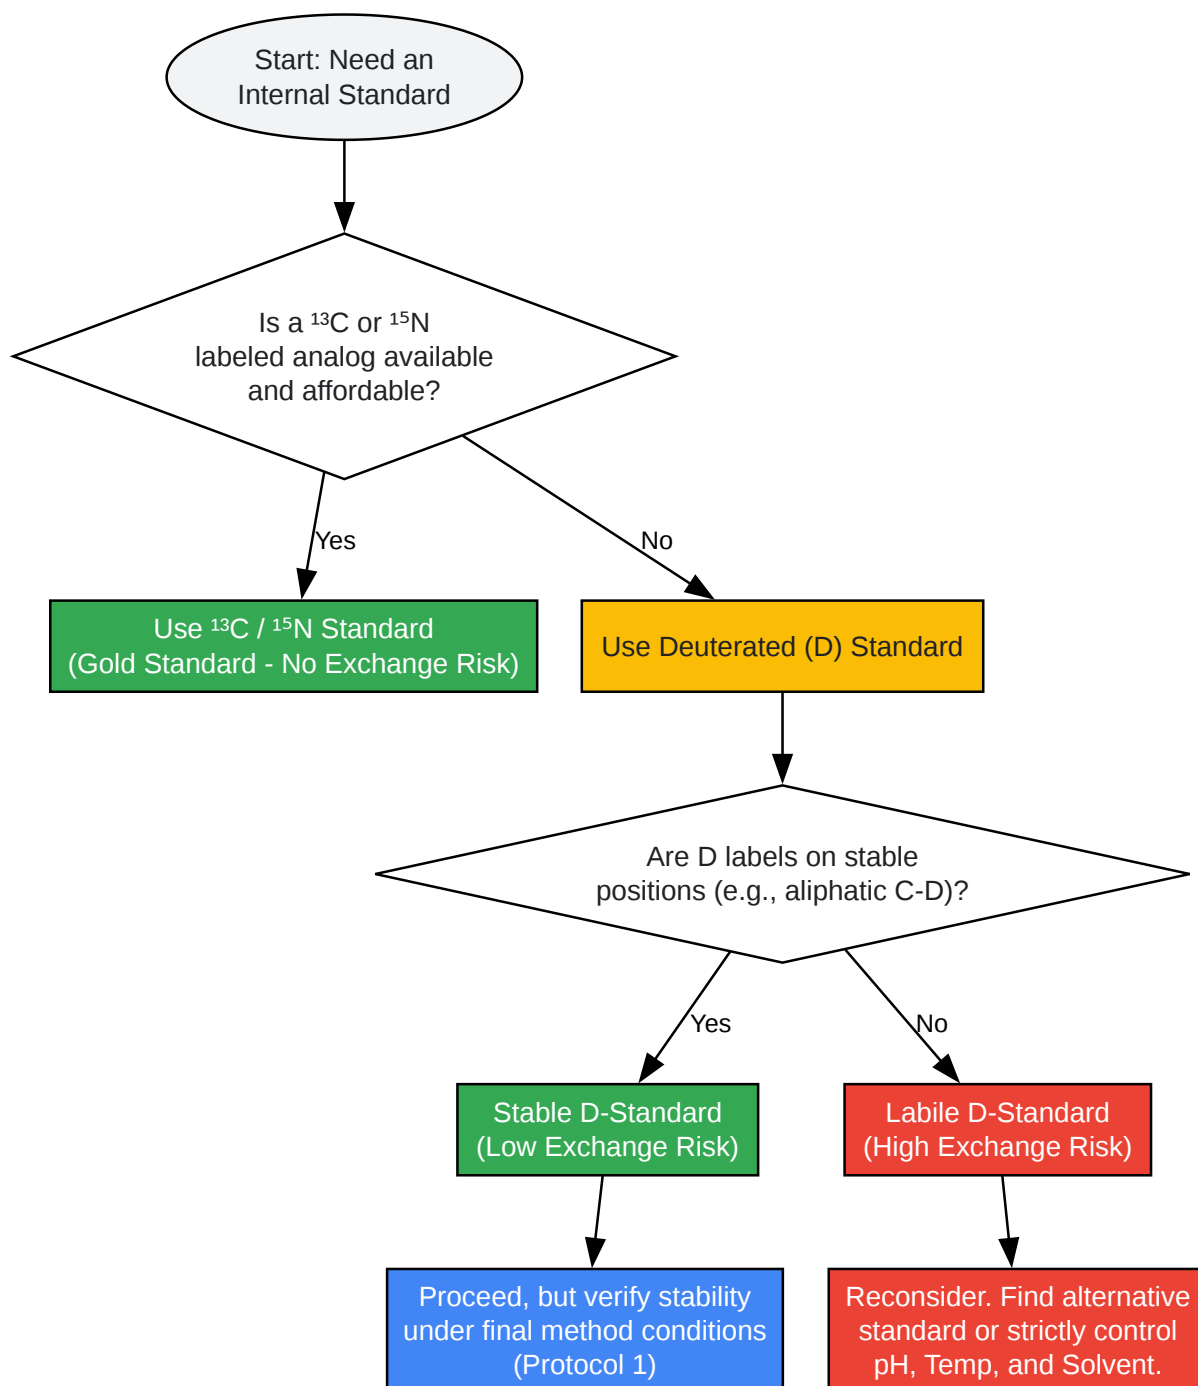 Start: Need an
Internal Standard
Is a ¹³C or ¹⁵N
labeled analog available
and affordable?
Yes
No
Use ¹³C / ¹⁵N Standard
(Gold Standard - No Exchange Risk)
Use Deuterated (D) Standard
Are D labels on stable
positions (e.g., aliphatic C-D)?
Yes
No
Stable D-Standard
(Low Exchange Risk)
Labile D-Standard
(High Exchange Risk)
Proceed, but verify stability
under final method conditions
(Protocol 1)
Reconsider. Find alternative
standard or strictly control
pH, Temp, and Solvent.